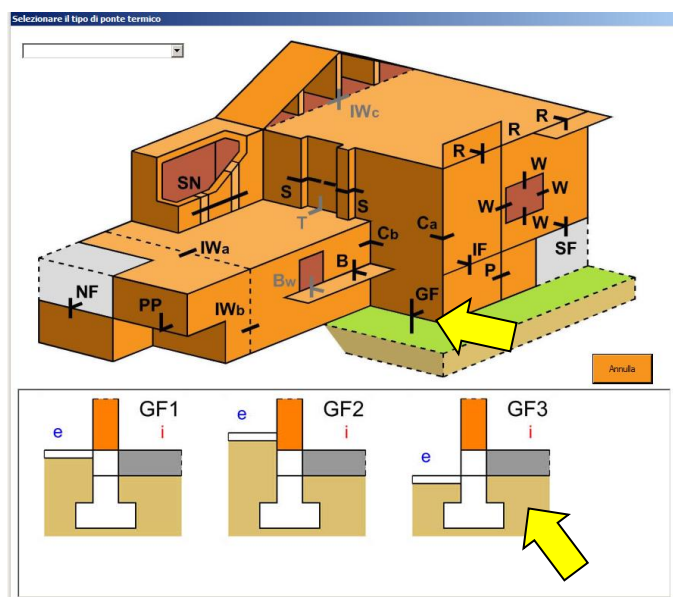 Selezionare il tipo di ponte termico
IWc
R
R
R
SN
W
W
S
S
W
W
T
IWa
Cb
Ca
SF
IF
B
P
NF
Bw
GF
PP
IWb
Annulla
GF1
GF2
GF3
e
i
e
i
e
i